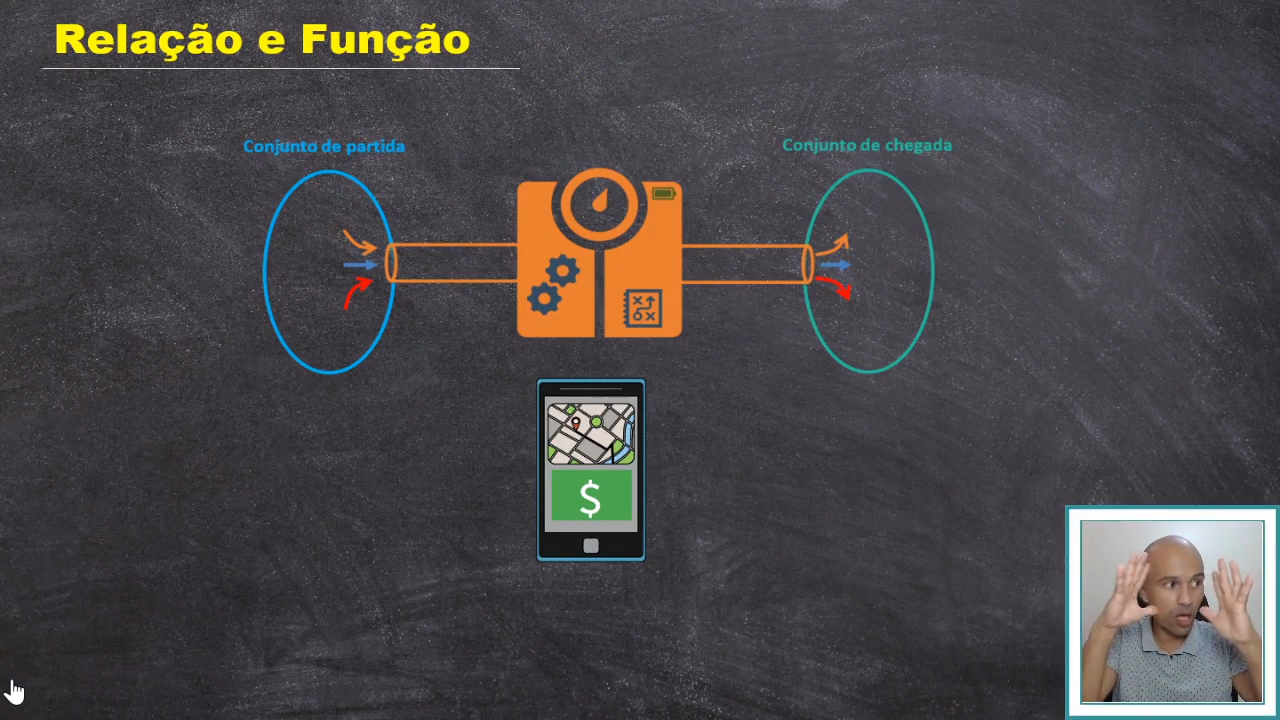 Relação e Função
Conjunto de partida
Conjunto de chegada
$